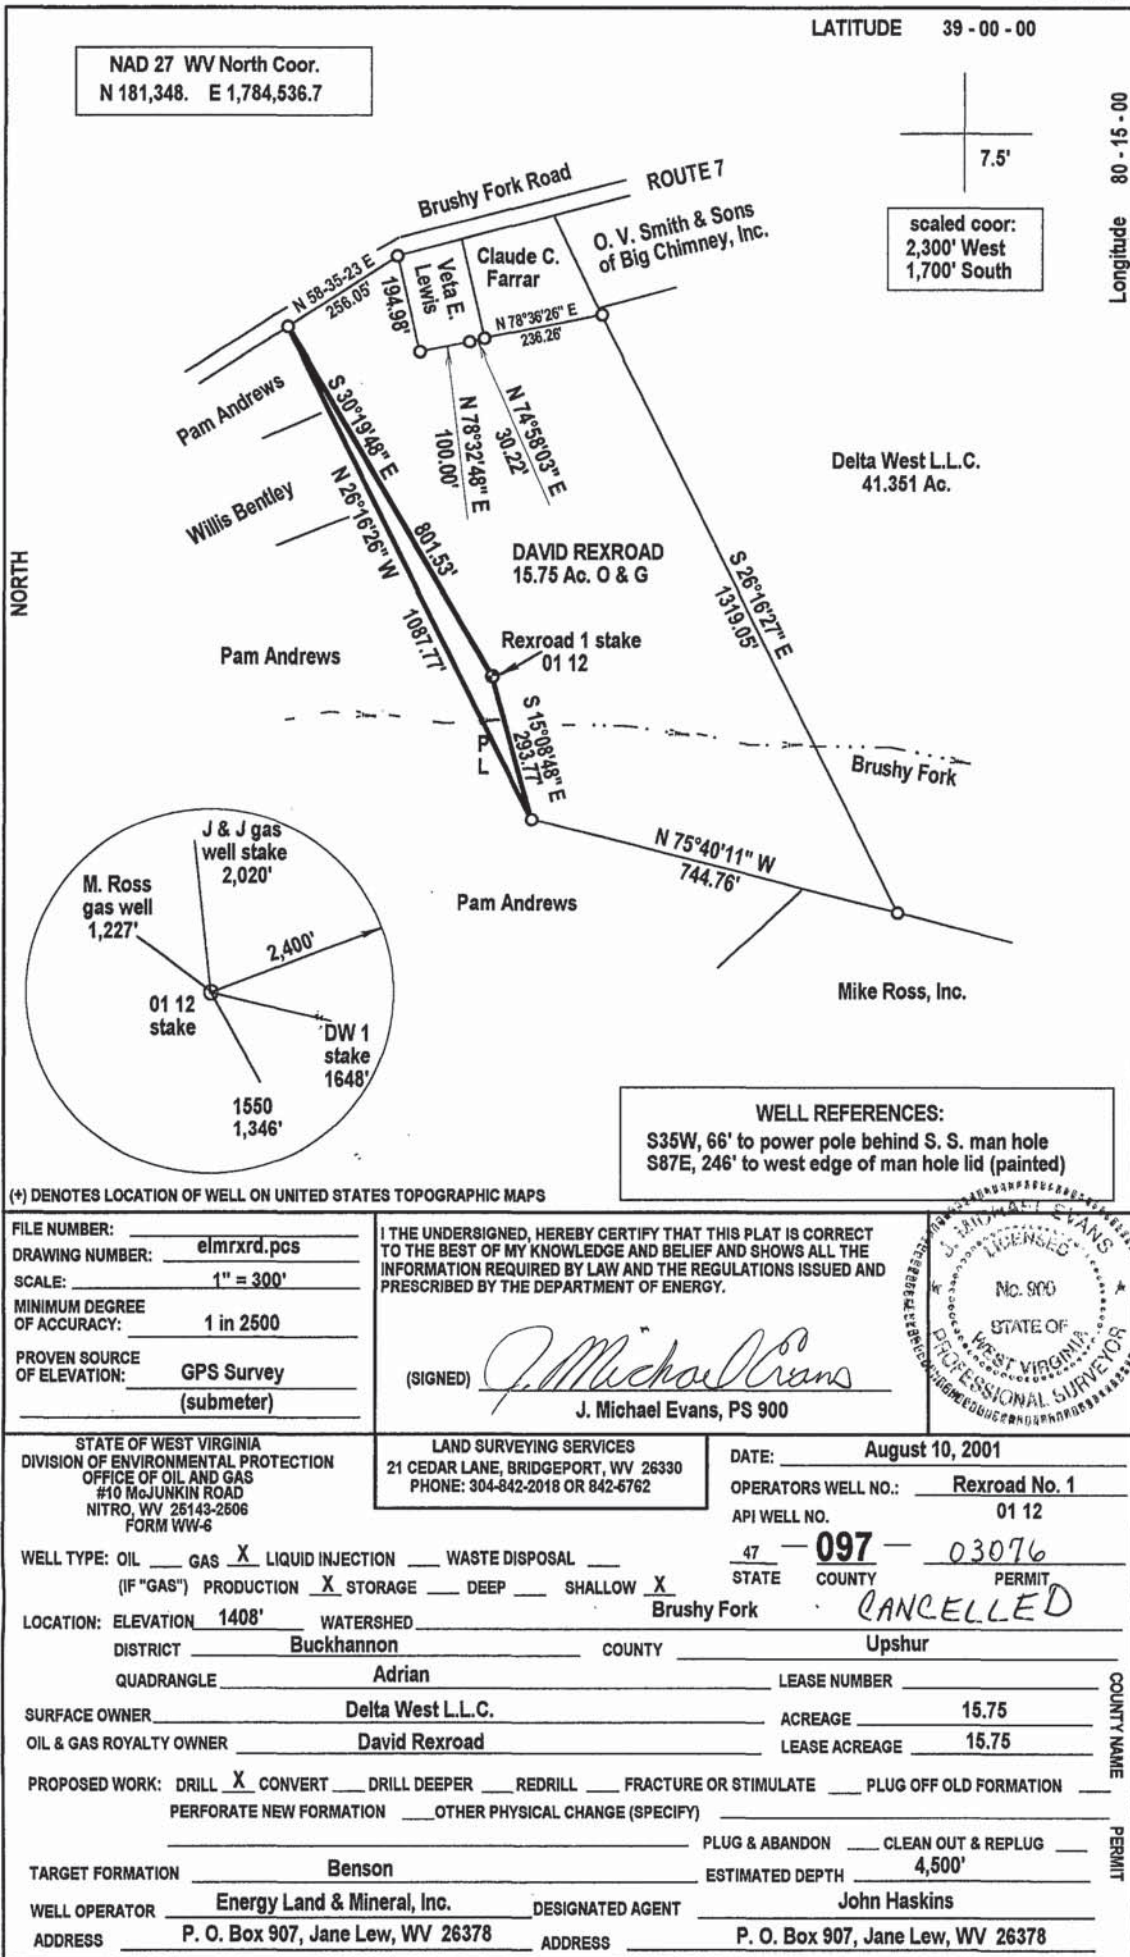 LATITUDE 39 - 00 - 00
NAD 27 WV North Coor.
N 181,348. E 1,784,536.7
7.5'
Longitude 80 - 15 - 00
scaled coor:
2,300' West
1,700' South
Brushy Fork Road
ROUTE 7
O. V. Smith & Sons
of Big Chimney, Inc.
Claude C.
Farrar
Veta E.
Lewis
N 58-35-23 E
256.05'
194.98'
N 78°36'26" E
236.26'
N 78°32'48" E
100.00'
N 74°58'03" E
30.22'
Pam Andrews
Willis Bentley
S 30°19'48" E
801.53'
N 26°16'26" W
1087.77'
Delta West L.L.C.
41.351 Ac.
DAVID REXROAD
15.75 Ac. O & G
S 26°16'27" E
1319.05'
NORTH
Pam Andrews
Rexroad 1 stake
01 12
S 15°08'48" E
293.77'
P
L
Brushy Fork
N 75°40'11" W
744.76'
Pam Andrews
Mike Ross, Inc.
J & J gas
well stake
2,020'
M. Ross
gas well
1,227'
2,400'
01 12
stake
DW 1
stake
1648'
1550
1,346'
WELL REFERENCES:
S35W, 66' to power pole behind S. S. man hole
S87E, 246' to west edge of man hole lid (painted)
(+) DENOTES LOCATION OF WELL ON UNITED STATES TOPOGRAPHIC MAPS
FILE NUMBER:
DRAWING NUMBER: elmrxrd.pcs
SCALE: 1" = 300'
MINIMUM DEGREE
OF ACCURACY: 1 in 2500
PROVEN SOURCE
OF ELEVATION: GPS Survey
(submeter)
I THE UNDERSIGNED, HEREBY CERTIFY THAT THIS PLAT IS CORRECT
TO THE BEST OF MY KNOWLEDGE AND BELIEF AND SHOWS ALL THE
INFORMATION REQUIRED BY LAW AND THE REGULATIONS ISSUED AND
PRESCRIBED BY THE DEPARTMENT OF ENERGY.
(SIGNED) J. Michael Evans
J. Michael Evans, PS 900
J. MICHAEL EVANS
LICENSED
No. 900
STATE OF
WEST VIRGINIA
PROFESSIONAL SURVEYOR
STATE OF WEST VIRGINIA
DIVISION OF ENVIRONMENTAL PROTECTION
OFFICE OF OIL AND GAS
#10 McJUNKIN ROAD
NITRO, WV 25143-2506
FORM WW-6
LAND SURVEYING SERVICES
21 CEDAR LANE, BRIDGEPORT, WV 26330
PHONE: 304-842-2018 OR 842-5762
DATE: August 10, 2001
OPERATORS WELL NO.: Rexroad No. 1
API WELL NO. 01 12
47 — 097 — 03076
STATE COUNTY PERMIT
CANCELLED
WELL TYPE: OIL ___ GAS X LIQUID INJECTION ___ WASTE DISPOSAL ___
(IF "GAS") PRODUCTION X STORAGE ___ DEEP ___ SHALLOW X
LOCATION: ELEVATION 1408' WATERSHED Brushy Fork
DISTRICT Buckhannon COUNTY Upshur
QUADRANGLE Adrian LEASE NUMBER
SURFACE OWNER Delta West L.L.C. ACREAGE 15.75
OIL & GAS ROYALTY OWNER David Rexroad LEASE ACREAGE 15.75
PROPOSED WORK: DRILL X CONVERT ___ DRILL DEEPER ___ REDRILL ___ FRACTURE OR STIMULATE ___ PLUG OFF OLD FORMATION ___
PERFORATE NEW FORMATION ___ OTHER PHYSICAL CHANGE (SPECIFY)
PLUG & ABANDON ___ CLEAN OUT & REPLUG ___
TARGET FORMATION Benson ESTIMATED DEPTH 4,500'
WELL OPERATOR Energy Land & Mineral, Inc. DESIGNATED AGENT John Haskins
ADDRESS P. O. Box 907, Jane Lew, WV 26378 ADDRESS P. O. Box 907, Jane Lew, WV 26378
COUNTY NAME
PERMIT